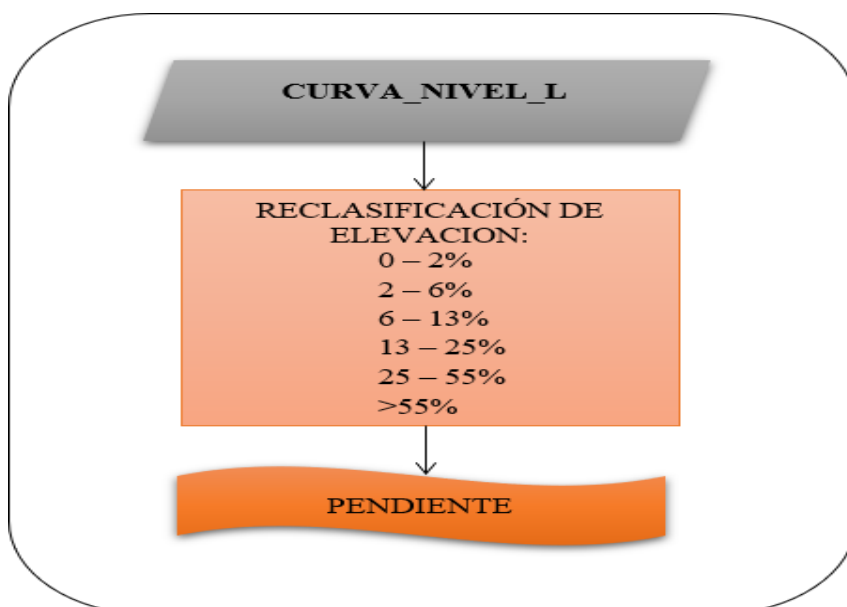 CURVA_NIVEL_L
RECLASIFICACIÓN DE
ELEVACION:
0 – 2%
2 – 6%
6 – 13%
13 – 25%
25 – 55%
>55%
PENDIENTE